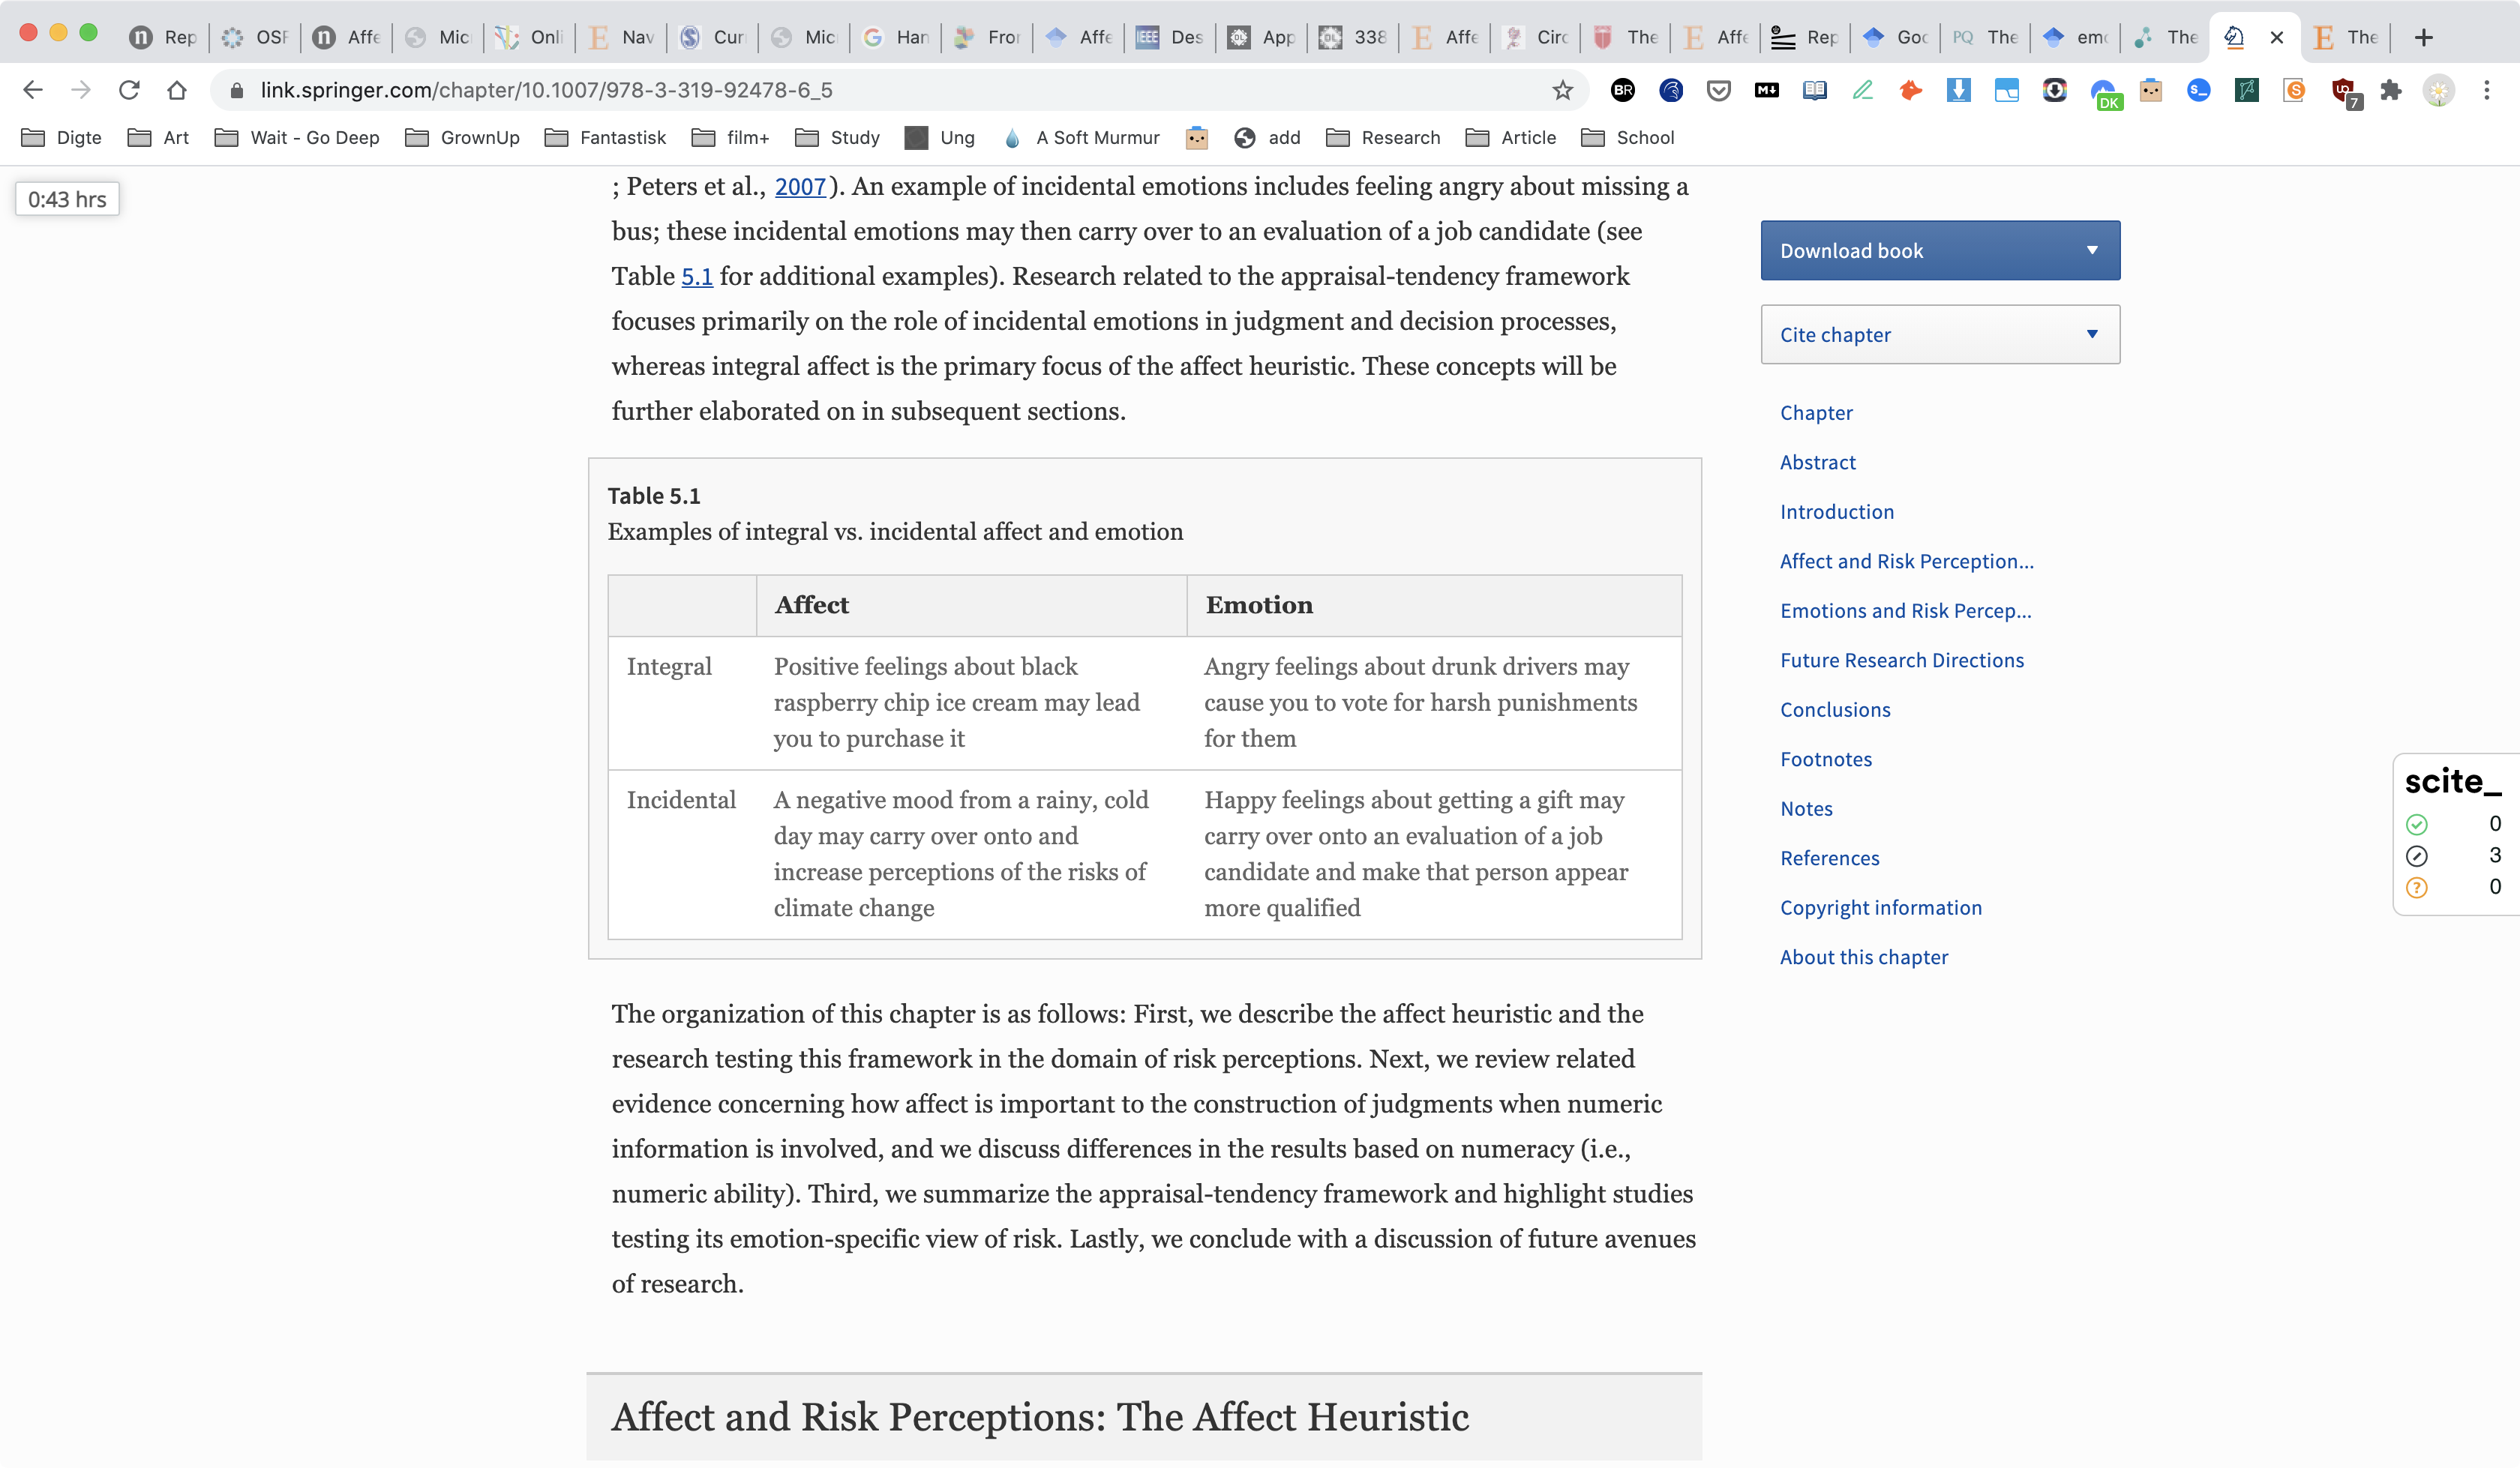 Rep
OSF
Affe
Mic
Onli
Nav
Cur
Mic
Han
Fro
Affe
Des
App
338
Affe
Circ
The
Affe
Rep
Goo
The
emo
The
The
link.springer.com/chapter/10.1007/978-3-319-92478-6_5
BR
DK
7
Digte
Art
Wait - Go Deep
GrownUp
Fantastisk
film+
Study
Ung
A Soft Murmur
add
Research
Article
School
0:43 hrs
; Peters et al., 2007). An example of incidental emotions includes feeling angry about missing a
bus; these incidental emotions may then carry over to an evaluation of a job candidate (see
Table 5.1 for additional examples). Research related to the appraisal-tendency framework
focuses primarily on the role of incidental emotions in judgment and decision processes,
whereas integral affect is the primary focus of the affect heuristic. These concepts will be
further elaborated on in subsequent sections.
Table 5.1
Examples of integral vs. incidental affect and emotion
Affect
Emotion
Integral
Positive feelings about black
raspberry chip ice cream may lead
you to purchase it
Angry feelings about drunk drivers may
cause you to vote for harsh punishments
for them
Incidental
A negative mood from a rainy, cold
day may carry over onto and
increase perceptions of the risks of
climate change
Happy feelings about getting a gift may
carry over onto an evaluation of a job
candidate and make that person appear
more qualified
The organization of this chapter is as follows: First, we describe the affect heuristic and the
research testing this framework in the domain of risk perceptions. Next, we review related
evidence concerning how affect is important to the construction of judgments when numeric
information is involved, and we discuss differences in the results based on numeracy (i.e.,
numeric ability). Third, we summarize the appraisal-tendency framework and highlight studies
testing its emotion-specific view of risk. Lastly, we conclude with a discussion of future avenues
of research.
Affect and Risk Perceptions: The Affect Heuristic
Download book
Cite chapter
Chapter
Abstract
Introduction
Affect and Risk Perception...
Emotions and Risk Percep...
Future Research Directions
Conclusions
Footnotes
Notes
References
Copyright information
About this chapter
scite_
0
3
0